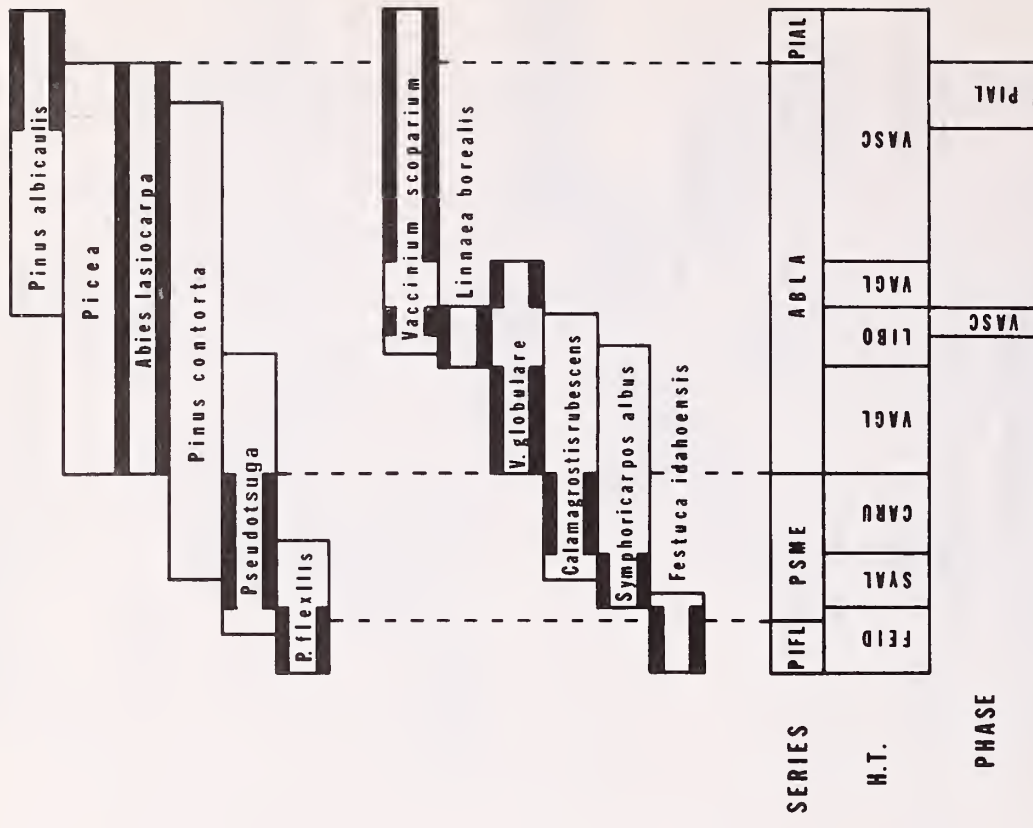 Pinus albicaulis
Picea
Abies lasiocarpa
Pinus contorta
Pseudotsuga
P. flexilis
Vaccinium scoparium
Linnaea borealis
V. globulare
Calamagrostis rubescens
Symphoricarpos albus
Festuca idahoensis
SERIES
PIFL
PSME
ABLA
PIAL
H.T.
FEID
SYAL
CARU
VAGL
LIBO
VAGL
VASC
PHASE
VASC
PIAL